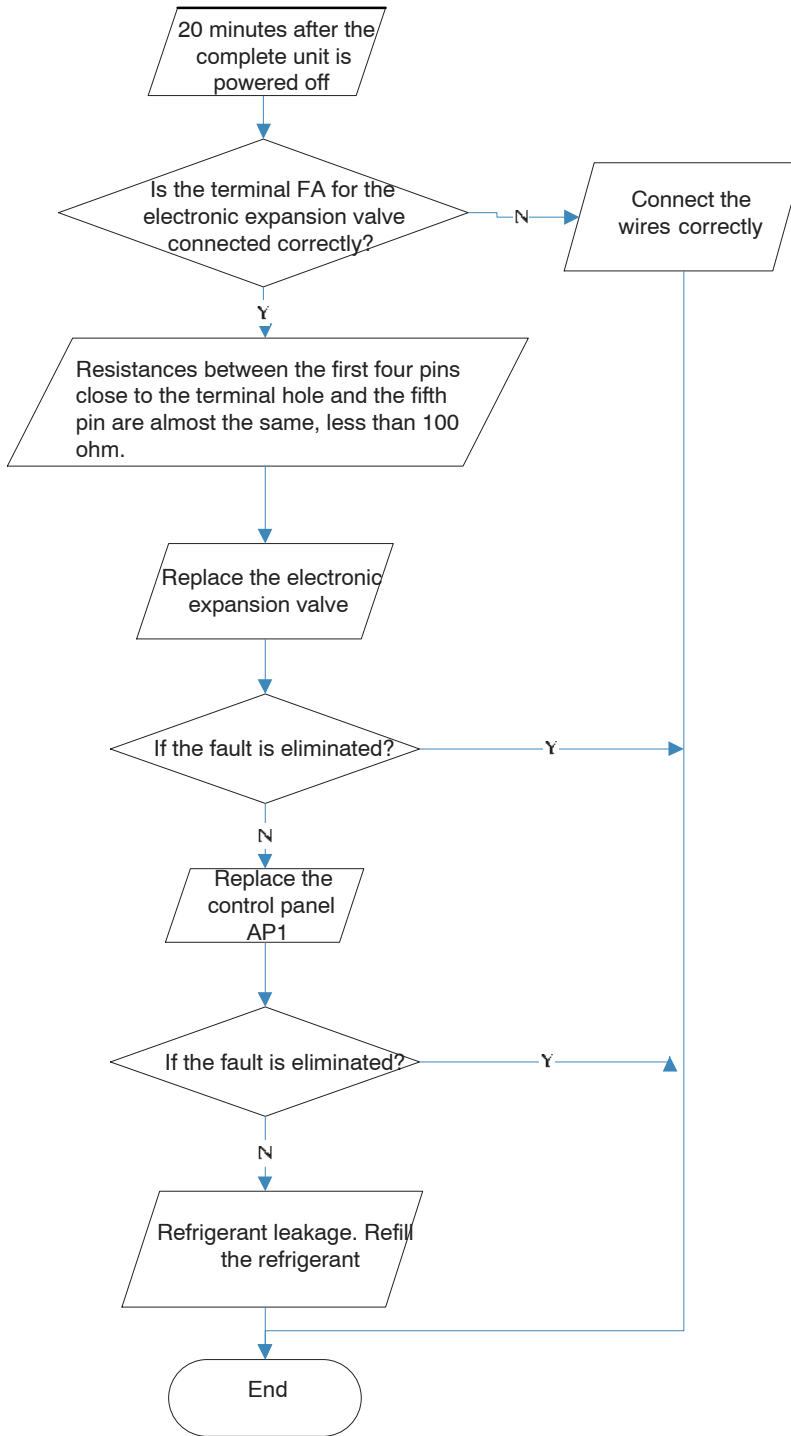 20 minutes after the
complete unit is
powered off
Is the terminal FA for the
electronic expansion valve
connected correctly?
N
Connect the
wires correctly
Y
Resistances between the first four pins
close to the terminal hole and the fifth
pin are almost the same, less than 100
ohm.
Replace the electronic
expansion valve
If the fault is eliminated?
Y
N
Replace the
control panel
AP1
If the fault is eliminated?
Y
N
Refrigerant leakage. Refill
the refrigerant
End